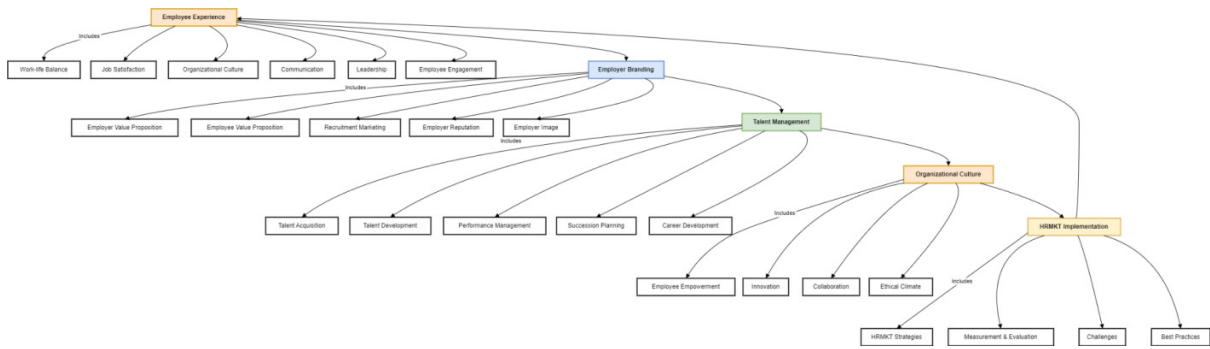 Employee Experience
Includes
Work-life Balance
Job Satisfaction
Organizational Culture
Communication
Leadership
Employee Engagement
Employer Branding
Includes
Employer Value Proposition
Employee Value Proposition
Recruitment Marketing
Employer Reputation
Employer Image
Talent Management
Includes
Talent Acquisition
Talent Development
Performance Management
Succession Planning
Career Development
Organizational Culture
Includes
Employee Empowerment
Innovation
Collaboration
Ethical Climate
HRMKT Implementation
Includes
HRMKT Strategies
Measurement & Evaluation
Challenges
Best Practices